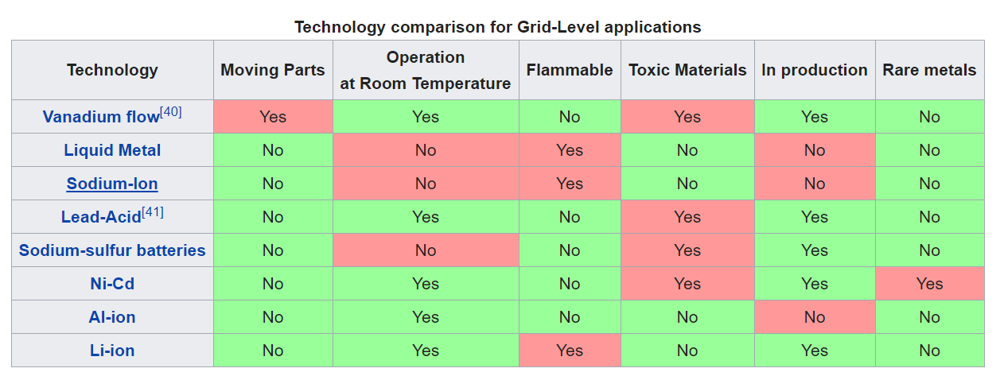 Technology comparison for Grid-Level applications
Technology Moving Parts Operation at Room Temperature Flammable Toxic Materials In production Rare metals
Vanadium flow[40] Yes Yes No Yes Yes No
Liquid Metal No No Yes No No No
Sodium-Ion No No Yes No No No
Lead-Acid[41] No Yes No Yes Yes No
Sodium-sulfur batteries No No No Yes Yes No
Ni-Cd No Yes No Yes Yes Yes
Al-ion No Yes No No No No
Li-ion No Yes Yes No Yes No